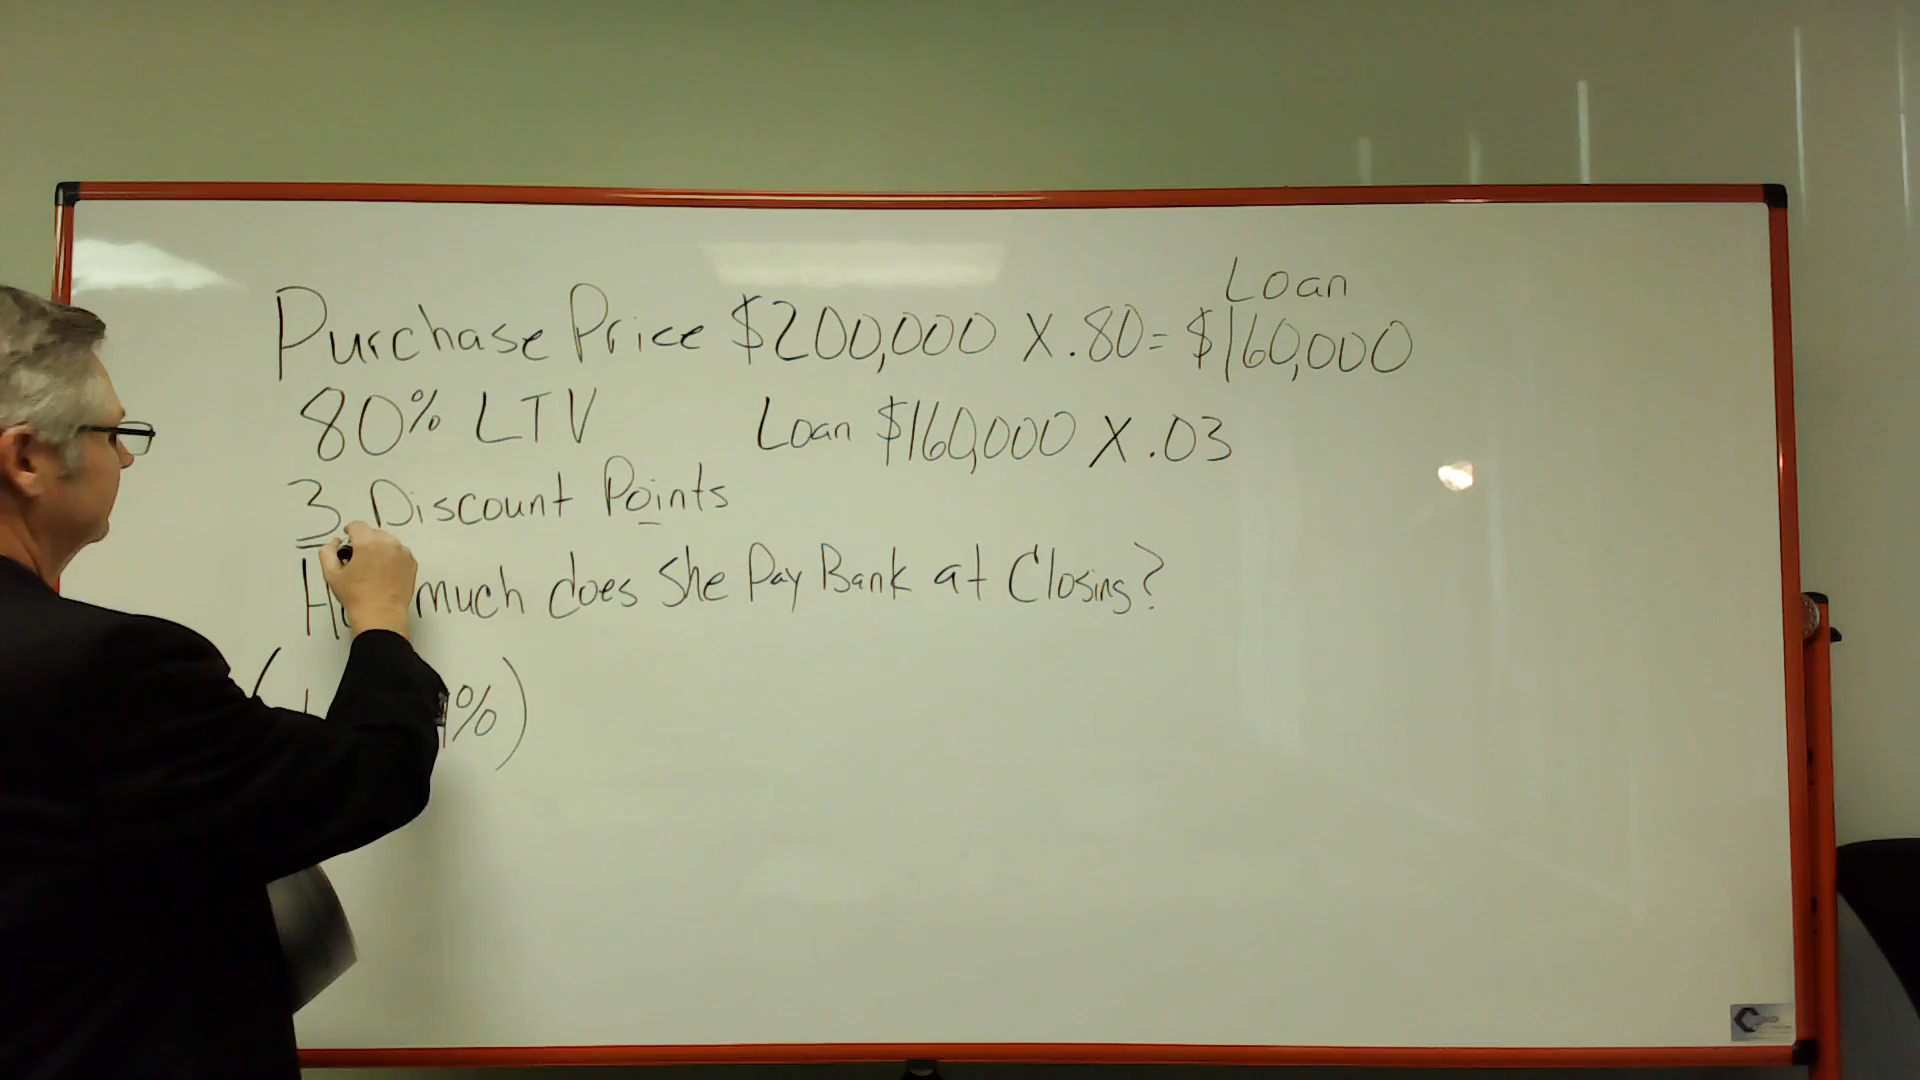 Loan
Purchase Price $200,000 X .80 = $160,000
80% LTV Loan $160,000 X .03
3 Discount Points
much does She Pay Bank at Closing?
1%)